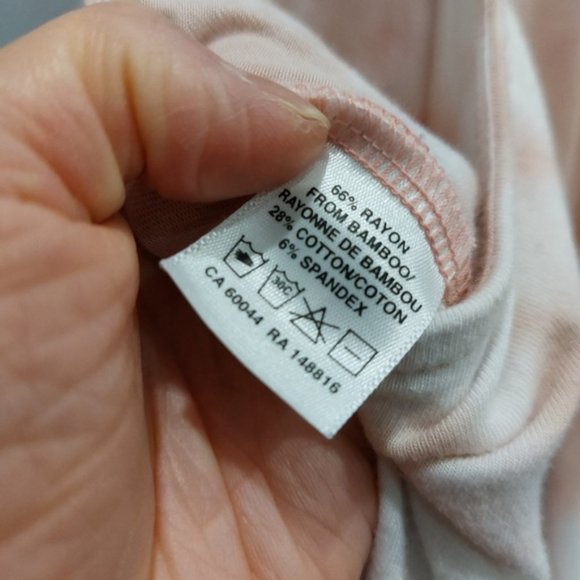 66% RAYON
FROM BAMBOO/
RAYONNE DE BAMBOU
28% COTTON/COTON
6% SPANDEX
30C
CA 60044 RA 148816